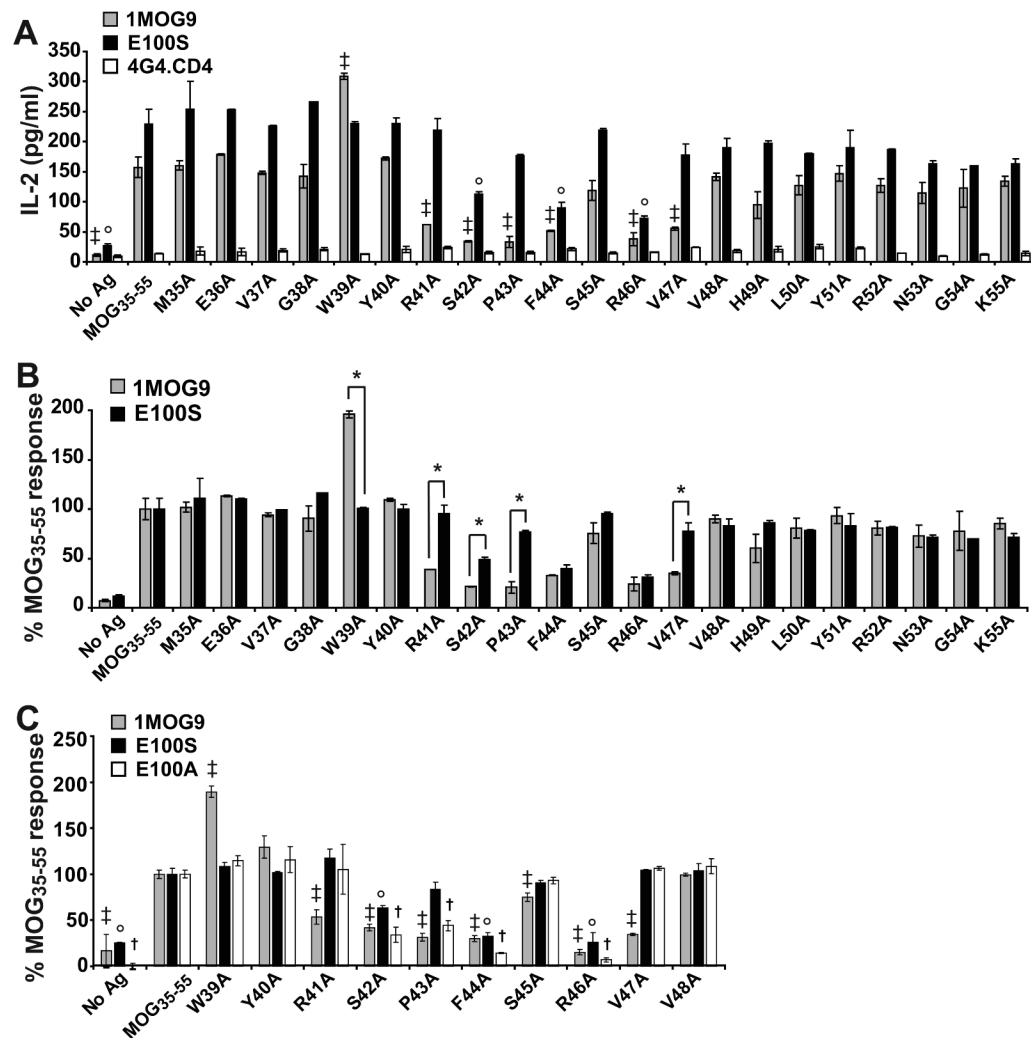 A
1MOG9
E100S
4G4.CD4
IL-2 (pg/ml)
350
300
250
200
150
100
50
0
‡ ° ‡ ‡ ‡ ° ‡ ‡ ° ‡ ° ‡
No Ag
MOG35-55
M35A
E36A
V37A
G38A
W39A
Y40A
R41A
S42A
P43A
F44A
S45A
R46A
V47A
V48A
H49A
L50A
Y51A
R52A
N53A
G54A
K55A
B
1MOG9
E100S
% MOG35-55 response
200
150
100
50
0
* * * * *
No Ag
MOG35-55
M35A
E36A
V37A
G38A
W39A
Y40A
R41A
S42A
P43A
F44A
S45A
R46A
V47A
V48A
H49A
L50A
Y51A
R52A
N53A
G54A
K55A
C
1MOG9
E100S
E100A
% MOG35-55 response
250
200
150
100
50
0
‡ ° † ‡ ‡ ‡ ° † ‡ † ‡ ° † ‡ ‡ ° † ‡
No Ag
MOG35-55
W39A
Y40A
R41A
S42A
P43A
F44A
S45A
R46A
V47A
V48A